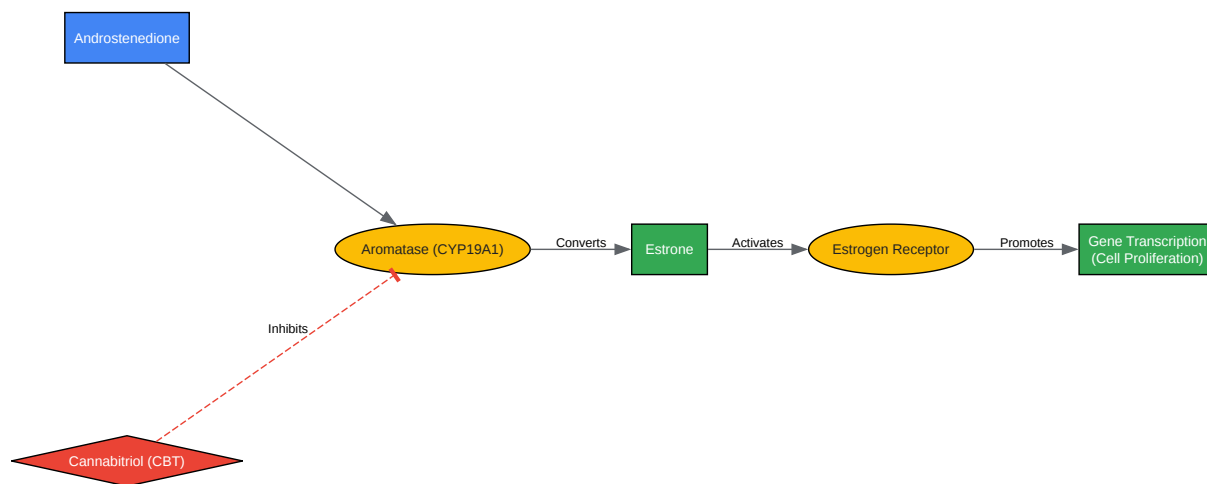 Androstenedione
Aromatase (CYP19A1)
Converts
Estrone
Activates
Estrogen Receptor
Promotes
Gene Transcription
(Cell Proliferation)
Inhibits
Cannabitriol (CBT)